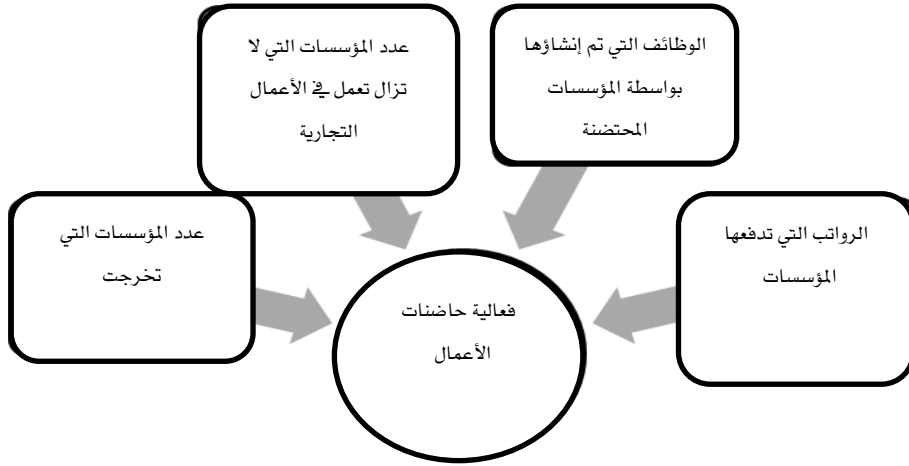 الوظائف التي تم إنشاؤها
بواسطة المؤسسات
المحتضنة
عدد المؤسسات التي لا
تزال تعمل في الأعمال
التجارية
الرواتب التي تدفعها
المؤسسات
عدد المؤسسات التي
تخرجت
فعالية حاضنات
الأعمال